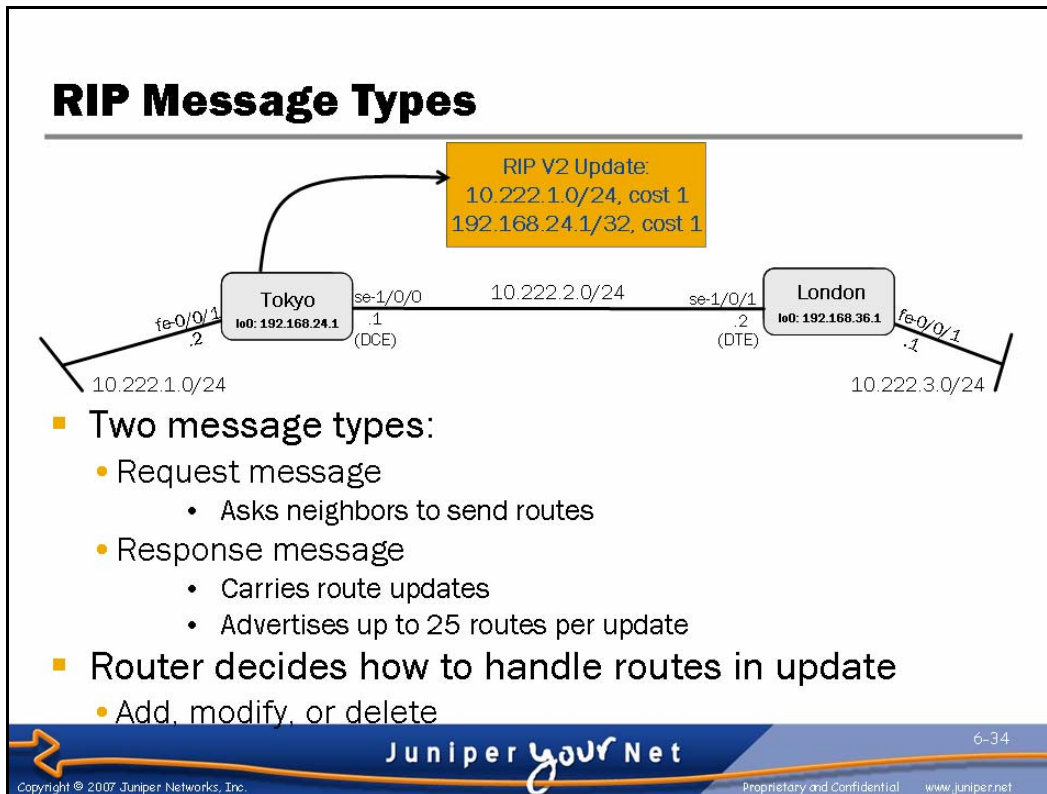 RIP Message Types
RIP V2 Update:
10.222.1.0/24, cost 1
192.168.24.1/32, cost 1
Tokyo
lo0: 192.168.24.1
se-1/0/0
.1
(DCE)
10.222.2.0/24
se-1/0/1
.2
(DTE)
London
lo0: 192.168.36.1
fe-0/0/1
.2
10.222.1.0/24
fe-0/0/1
.1
10.222.3.0/24
Two message types:
• Request message
• Asks neighbors to send routes
• Response message
• Carries route updates
• Advertises up to 25 routes per update
Router decides how to handle routes in update
• Add, modify, or delete
Juniper your Net
6-34
Copyright © 2007 Juniper Networks, Inc.
Proprietary and Confidential
www.juniper.net